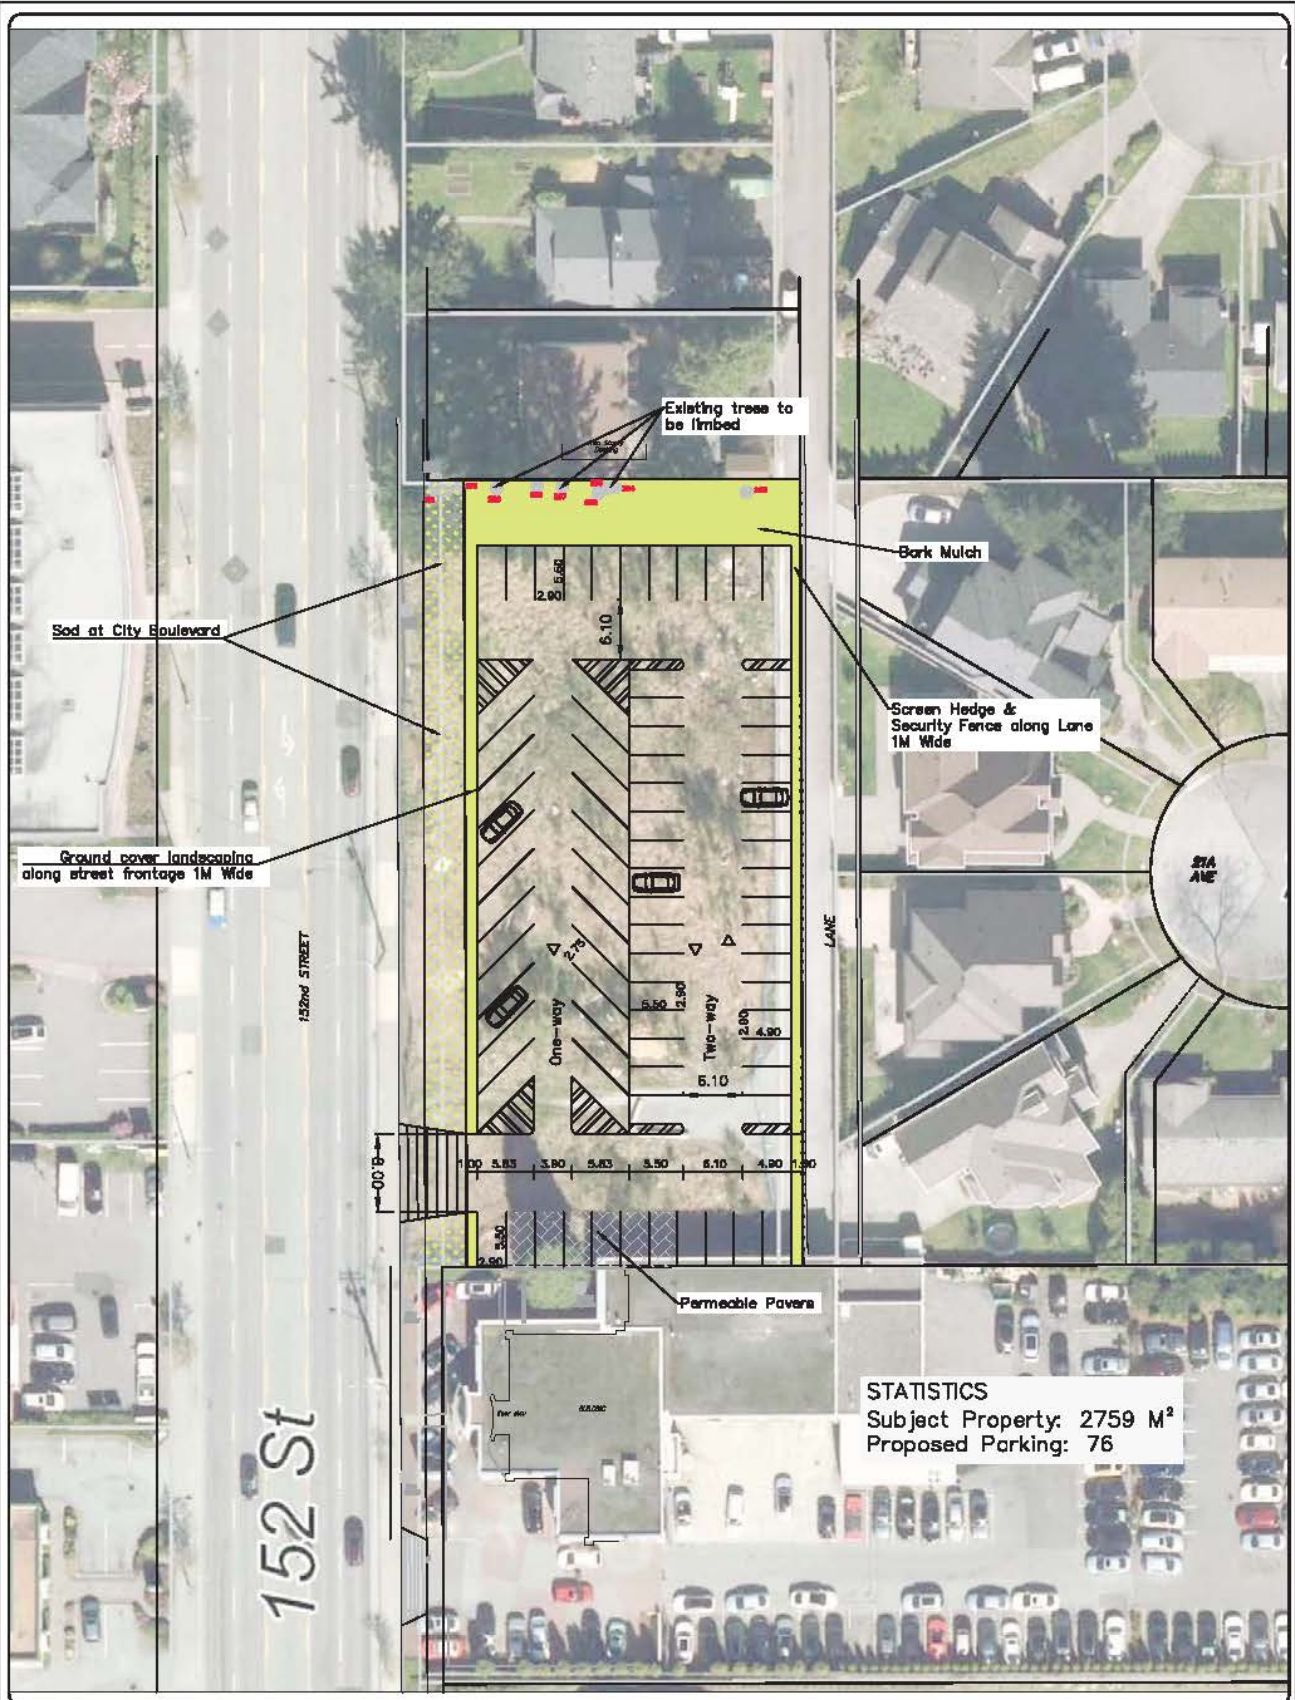 Existing trees to
be limbed
Bark Mulch
5.50
2.90
6.10
Sod at City Boulevard
Screen Hedge &
Security Fence along Lane
1M Wide
Ground cover landscaping
along street frontage 1M Wide
21A
AVE
152nd STREET
LANE
2.75
One-way
5.50
2.90
Two-way
2.90
4.90
6.10
8.00
1.00 5.83 3.90 5.83 5.50 6.10 4.90 1.90
5.50
2.90
Permeable Pavers
BUILDING
152 St
STATISTICS
Subject Property: 2759 M²
Proposed Parking: 76